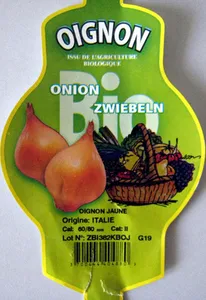 OIGNON
ISSU DE L'AGRICULTURE
BIOLOGIQUE
Bio
ONION
ZWIEBELN
OIGNON JAUNE
Origine: ITALIE
Cal: 60/80 Cat: II
Lot N°: ZBI362KBOJ G19